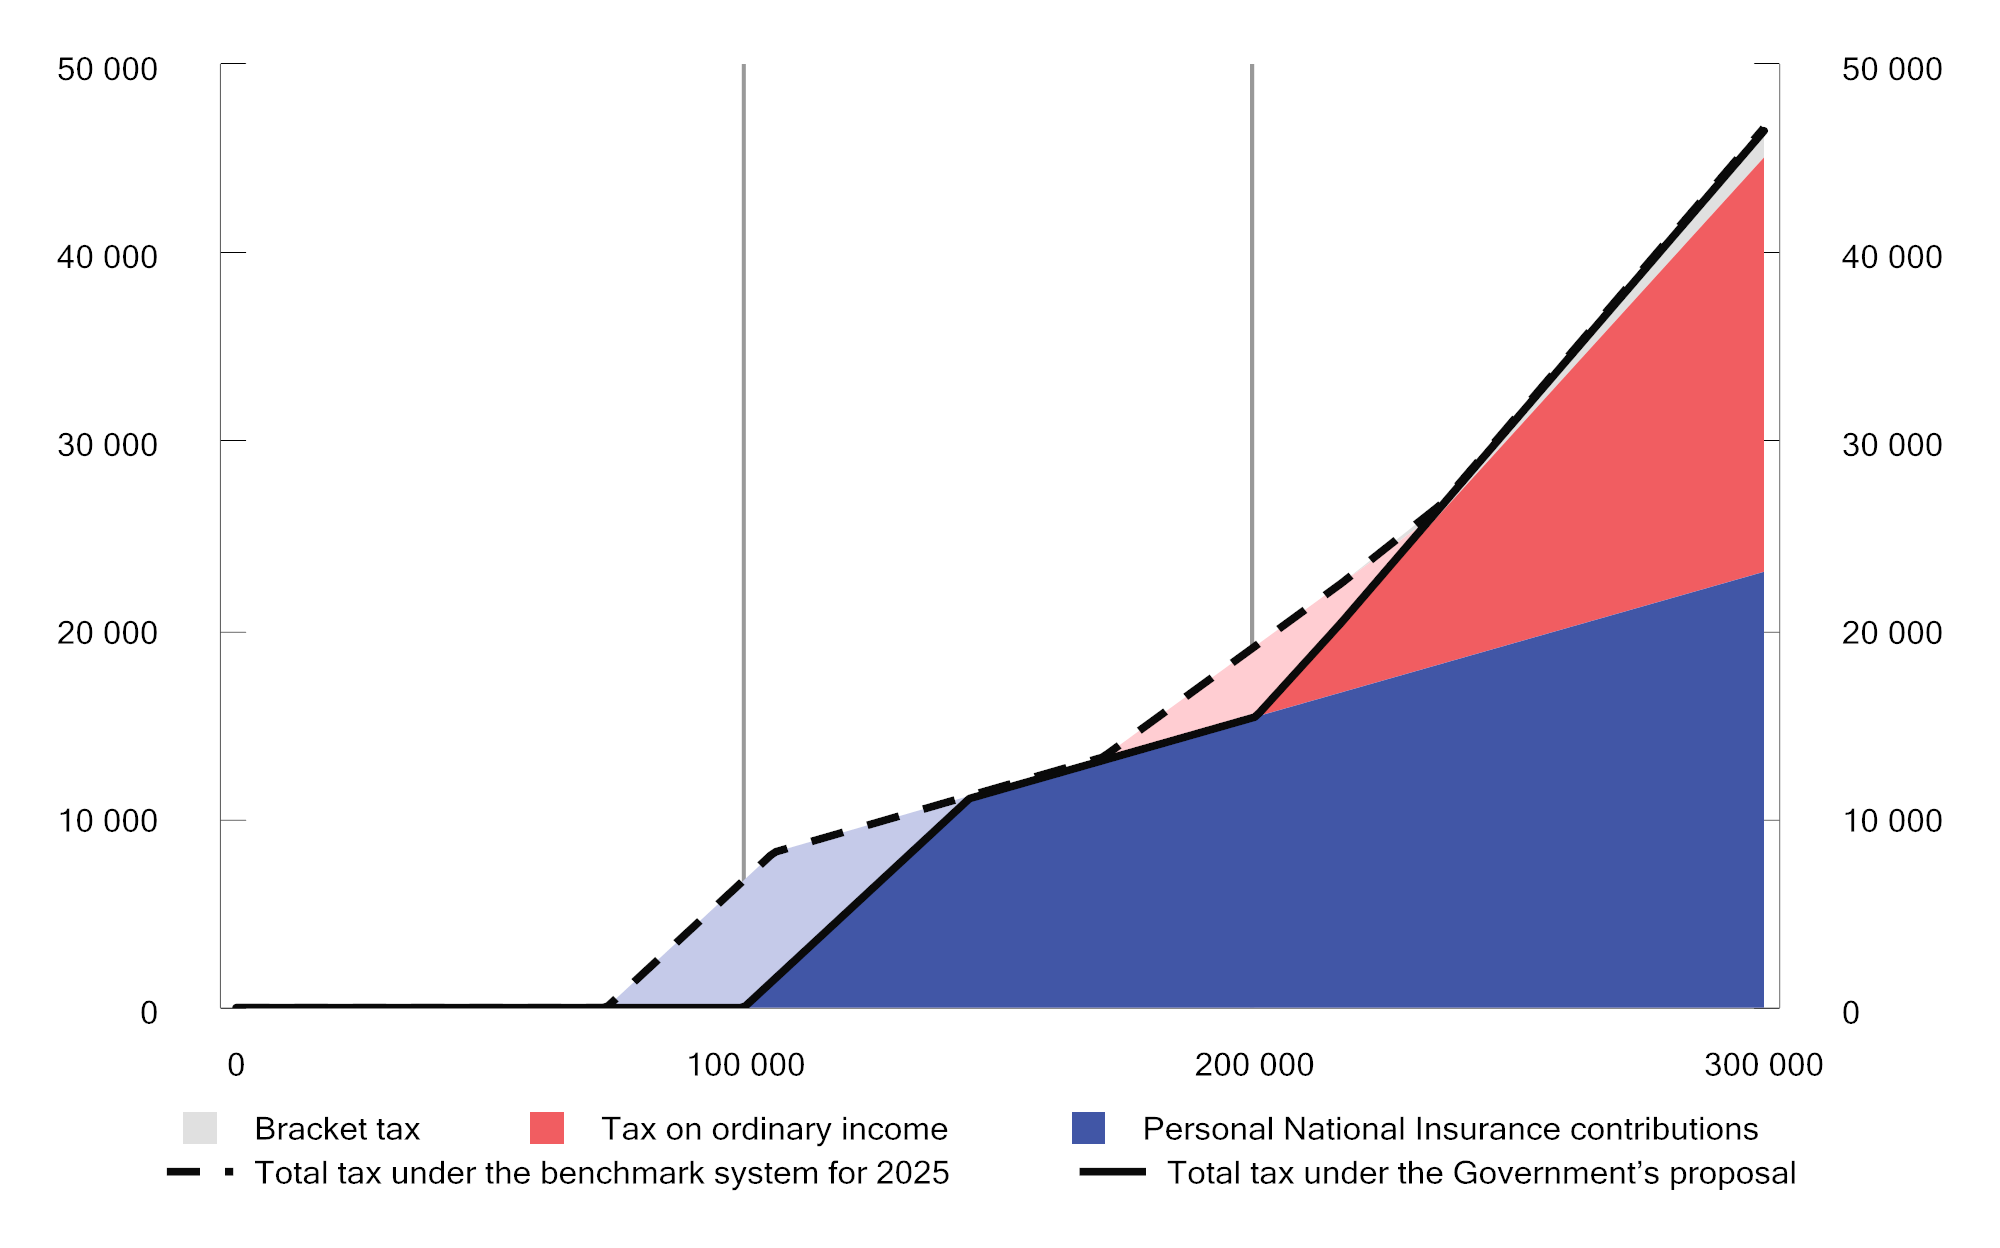 50 000 50 000
40 000 40 000
30 000 30 000
20 000 20 000
10 000 10 000
0 0
0 100 000 200 000 300 000
Bracket tax Tax on ordinary income Personal National Insurance contributions
Total tax under the benchmark system for 2025 Total tax under the Government’s proposal